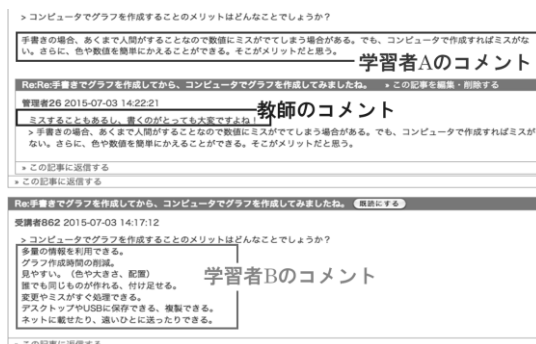 > コンピュータでグラフを作成することのメリットはどんなことでしょうか？
手書きの場合、あくまで人間がすることなので数値にミスがでてしまう場合がある。でも、コンピュータで作成すればミスがな
い。さらに、色や数値を簡単にかえることができる。そこがメリットだと思う。
学習者Aのコメント
Re:Re:手書きでグラフを作成してから、コンピュータでグラフを作成してみましたね。 » この記事を編集・削除する
管理者26 2015-07-03 14:22:21
教師のコメント
ミスすることもあるし、書くのがとっても大変ですよね！
> 手書きの場合、あくまで人間がすることなので数値にミスがでてしまう場合がある。でも、コンピュータで作成すればミスが
ない。さらに、色や数値を簡単にかえることができる。そこがメリットだと思う。
» この記事に返信する
» この記事に返信する
Re:手書きでグラフを作成してから、コンピュータでグラフを作成してみましたね。 既読にする
受講者862 2015-07-03 14:17:12
> コンピュータでグラフを作成することのメリットはどんなことでしょうか？
多量の情報を利用できる。
グラフ作成時間の削減。
見やすい。（色や大きさ、配置）
誰でも同じものが作れる、付け足せる。
変更やミスがすぐ処理できる。
デスクトップやUSBに保存できる、複製できる。
ネットに載せたり、遠いひとに送ったりできる。
学習者Bのコメント
» この記事に返信する